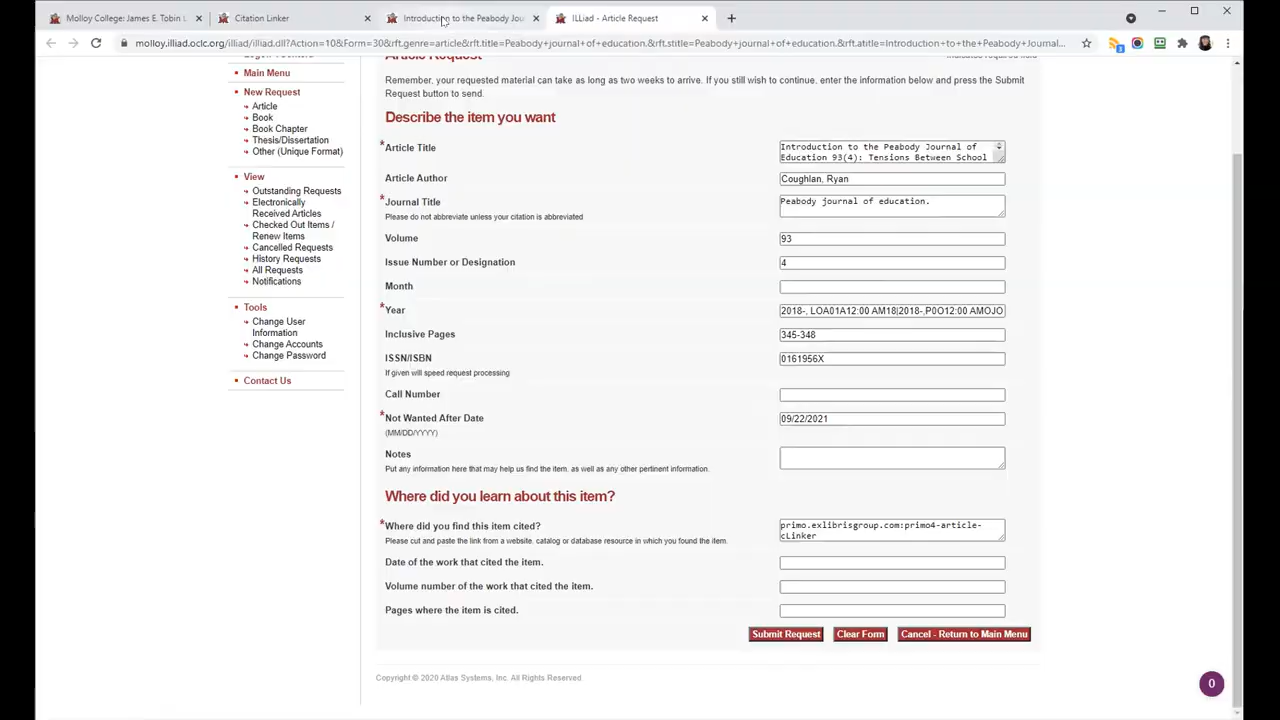 Molloy College: James E. Tobin L
Citation Linker
Introduction to the Peabody Jou
ILLiad - Article Request
molloy.illiad.oclc.org/illiad/illiad.dll?Action=10&Form=30&rft.genre=article&rft.title=Peabody+journal+of+education.&rft.stitle=Peabody+journal+of+education.&rft.atitle=Introduction+to+the+Peabody+Journ...
Main Menu
New Request
Article
Book
Book Chapter
Thesis/Dissertation
Other (Unique Format)
View
Outstanding Requests
Electronically
Received Articles
Checked Out Items /
Renew Items
Cancelled Requests
History Requests
All Requests
Notifications
Tools
Change User
Information
Change Accounts
Change Password
Contact Us
Article Request
Remember, your requested material can take as long as two weeks to arrive. If you still wish to continue, enter the information below and press the Submit
Request button to send.
Describe the item you want
*Article Title
Introduction to the Peabody Journal of
Education 93(4): Tensions Between School
Article Author
Coughlan, Ryan
*Journal Title
Please do not abbreviate unless your citation is abbreviated
Peabody journal of education.
Volume
93
Issue Number or Designation
4
Month
*Year
2018-. LOA01A12:00 AM18|2018-,P0O12:00 AMOJO
Inclusive Pages
345-348
ISSN/ISBN
If given will speed request processing
0161956X
Call Number
*Not Wanted After Date
(MM/DD/YYYY)
09/22/2021
Notes
Put any information here that may help us find the item, as well as any other pertinent information.
Where did you learn about this item?
*Where did you find this item cited?
Please cut and paste the link from a website, catalog or database resource in which you found the item.
primo.exlibrisgroup.com:primo4-article-
cLinker
Date of the work that cited the item.
Volume number of the work that cited the item.
Pages where the item is cited.
Submit Request
Clear Form
Cancel - Return to Main Menu
Copyright © 2020 Atlas Systems, Inc. All Rights Reserved
0